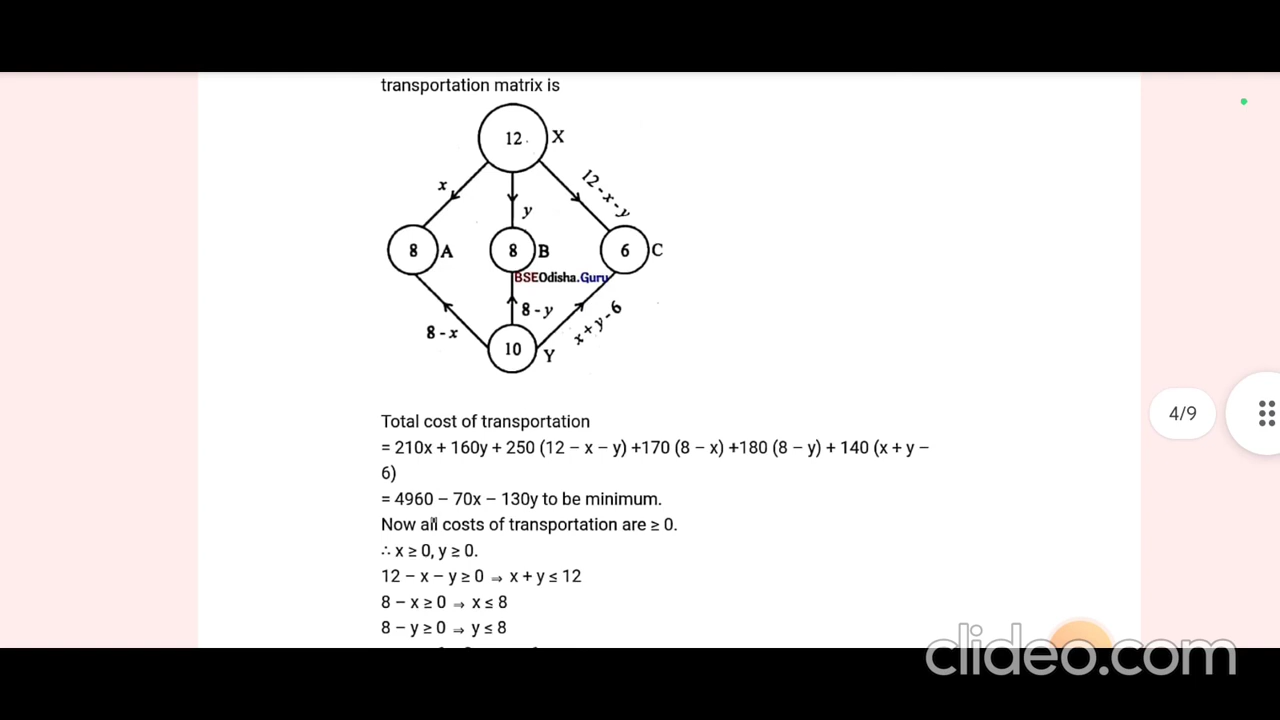 transportation matrix is
12. X
x
12 - x - y
y
8 A
8 B
6 C
BSEOdisha.Guru
8 - y
8 - x
x + y - 6
10 Y
Total cost of transportation
= 210x + 160y + 250 (12 − x − y) +170 (8 − x) +180 (8 − y) + 140 (x + y −
6)
= 4960 − 70x − 130y to be minimum.
Now all costs of transportation are ≥ 0.
∴ x ≥ 0, y ≥ 0.
12 − x − y ≥ 0 ⇒ x + y ≤ 12
8 − x ≥ 0 ⇒ x ≤ 8
8 − y ≥ 0 ⇒ y ≤ 8
4/9
clideo.com